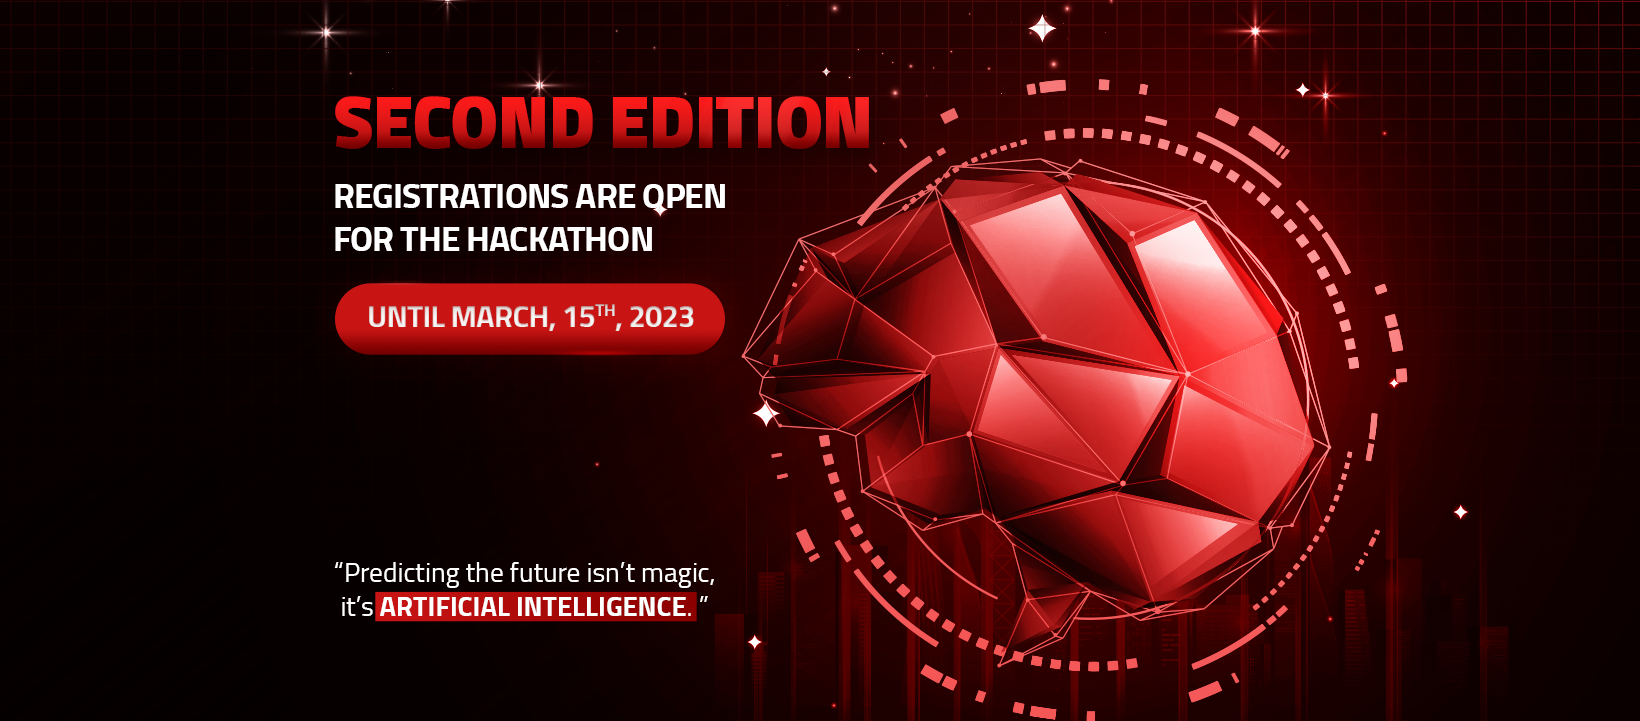 SECOND EDITION
REGISTRATIONS ARE OPEN
FOR THE HACKATHON
UNTIL MARCH, 15TH, 2023
“Predicting the future isn’t magic,
it’s ARTIFICIAL INTELLIGENCE. ”